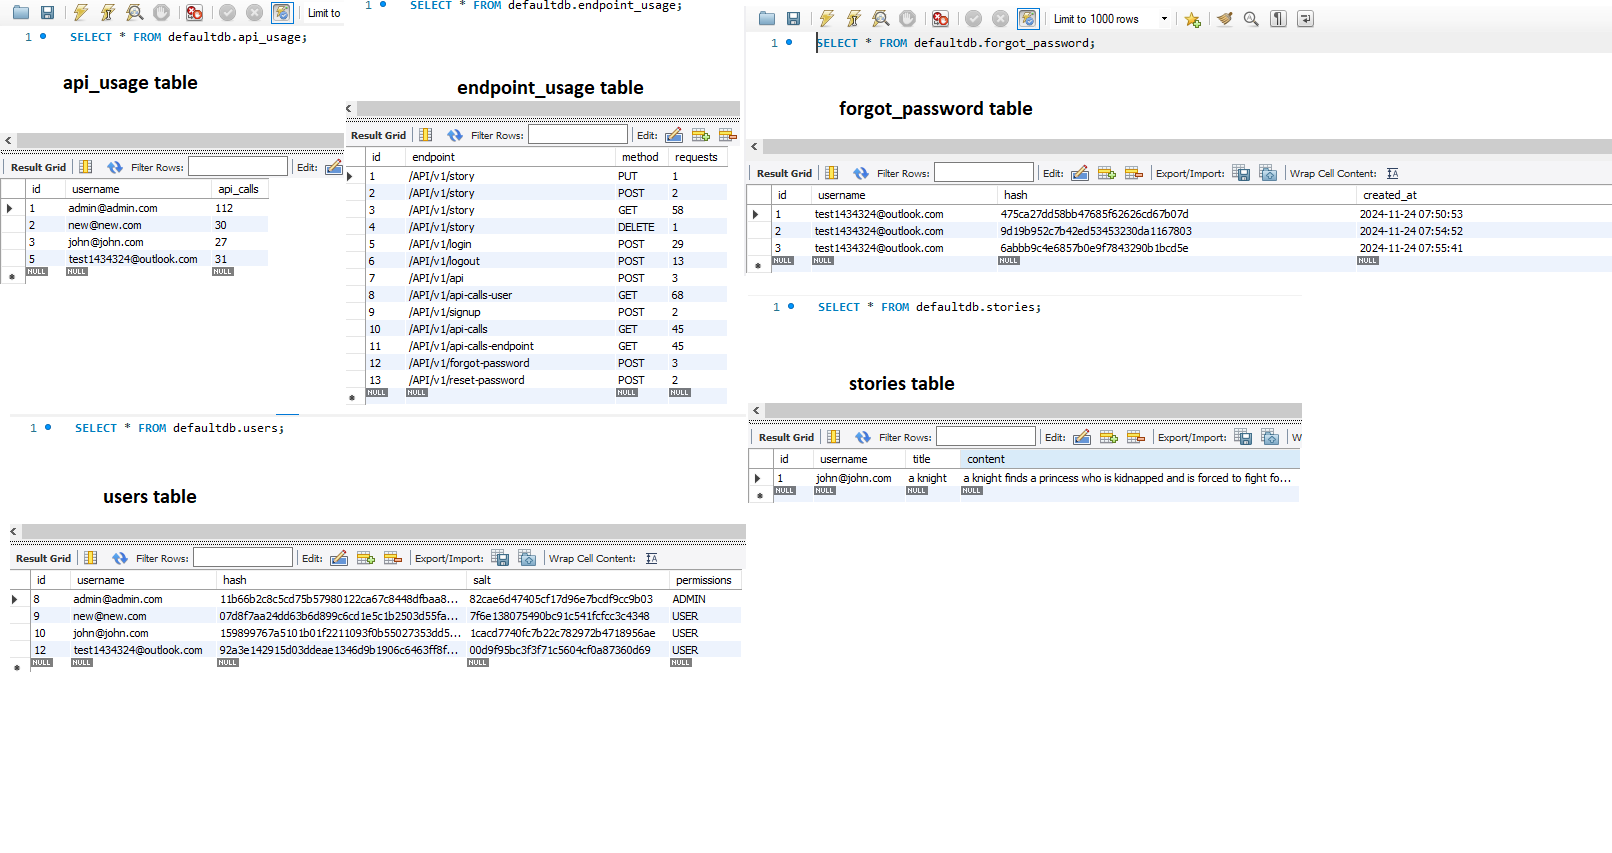 Limit to
1 SELECT * FROM defaultdb.api_usage;
api_usage table
Result Grid Filter Rows: Edit:
id username api_calls
1 admin@admin.com 112
2 new@new.com 30
3 john@john.com 27
5 test1434324@outlook.com 31
NULL NULL NULL
1 SELECT * FROM defaultdb.endpoint_usage;
endpoint_usage table
Result Grid Filter Rows: Edit:
id endpoint method requests
1 /API/v1/story PUT 1
2 /API/v1/story POST 2
3 /API/v1/story GET 58
4 /API/v1/story DELETE 1
5 /API/v1/login POST 29
6 /API/v1/logout POST 13
7 /API/v1/api POST 3
8 /API/v1/api-calls-user GET 68
9 /API/v1/signup POST 2
10 /API/v1/api-calls GET 45
11 /API/v1/api-calls-endpoint GET 45
12 /API/v1/forgot-password POST 3
13 /API/v1/reset-password POST 2
NULL NULL NULL NULL
Limit to 1000 rows
1 SELECT * FROM defaultdb.forgot_password;
forgot_password table
Result Grid Filter Rows: Edit: Export/Import: Wrap Cell Content:
id username hash created_at
1 test1434324@outlook.com 475ca27dd58bb47685f62626cd67b07d 2024-11-24 07:50:53
2 test1434324@outlook.com 9d19b952c7b42ed53453230da1167803 2024-11-24 07:54:52
3 test1434324@outlook.com 6abbb9c4e6857b0e9f7843290b1bcd5e 2024-11-24 07:55:41
NULL NULL NULL NULL
1 SELECT * FROM defaultdb.stories;
stories table
Result Grid Filter Rows: Edit: Export/Import: W
id username title content
1 john@john.com a knight a knight finds a princess who is kidnapped and is forced to fight fo...
NULL NULL NULL NULL
1 SELECT * FROM defaultdb.users;
users table
Result Grid Filter Rows: Edit: Export/Import: Wrap Cell Content:
id username hash salt permissions
8 admin@admin.com 11b66b2c8c5cd75b57980122ca67c8448dfbaa8... 82cae6d47405cf17d96e7bcdf9cc9b03 ADMIN
9 new@new.com 07d8f7aa24dd63b6d899c6cd1e5c1b2503d55fa... 7f6e138075490bc91c541fcfcc3c4348 USER
10 john@john.com 159899767a5101b01f2211093f0b55027353dd5... 1cacd7740fc7b22c782972b4718956ae USER
12 test1434324@outlook.com 92a3e142915d03ddeae1346d9b1906c6463ff8f... 00d9f95bc3f3f71c5604cf0a87360d69 USER
NULL NULL NULL NULL